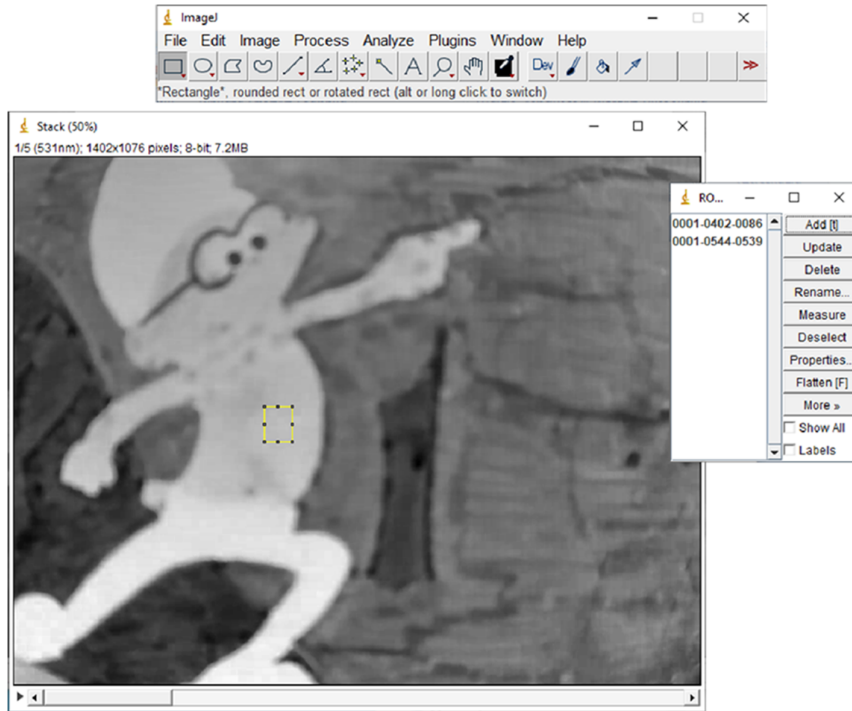 ImageJ
File Edit Image Process Analyze Plugins Window Help
Dev
*Rectangle*, rounded rect or rotated rect (alt or long click to switch)
Stack (50%)
1/5 (531nm); 1402x1076 pixels; 8-bit; 7.2MB
RO...
0001-0402-0086
0001-0544-0539
Add [t]
Update
Delete
Rename...
Measure
Deselect
Properties...
Flatten [F]
More »
Show All
Labels